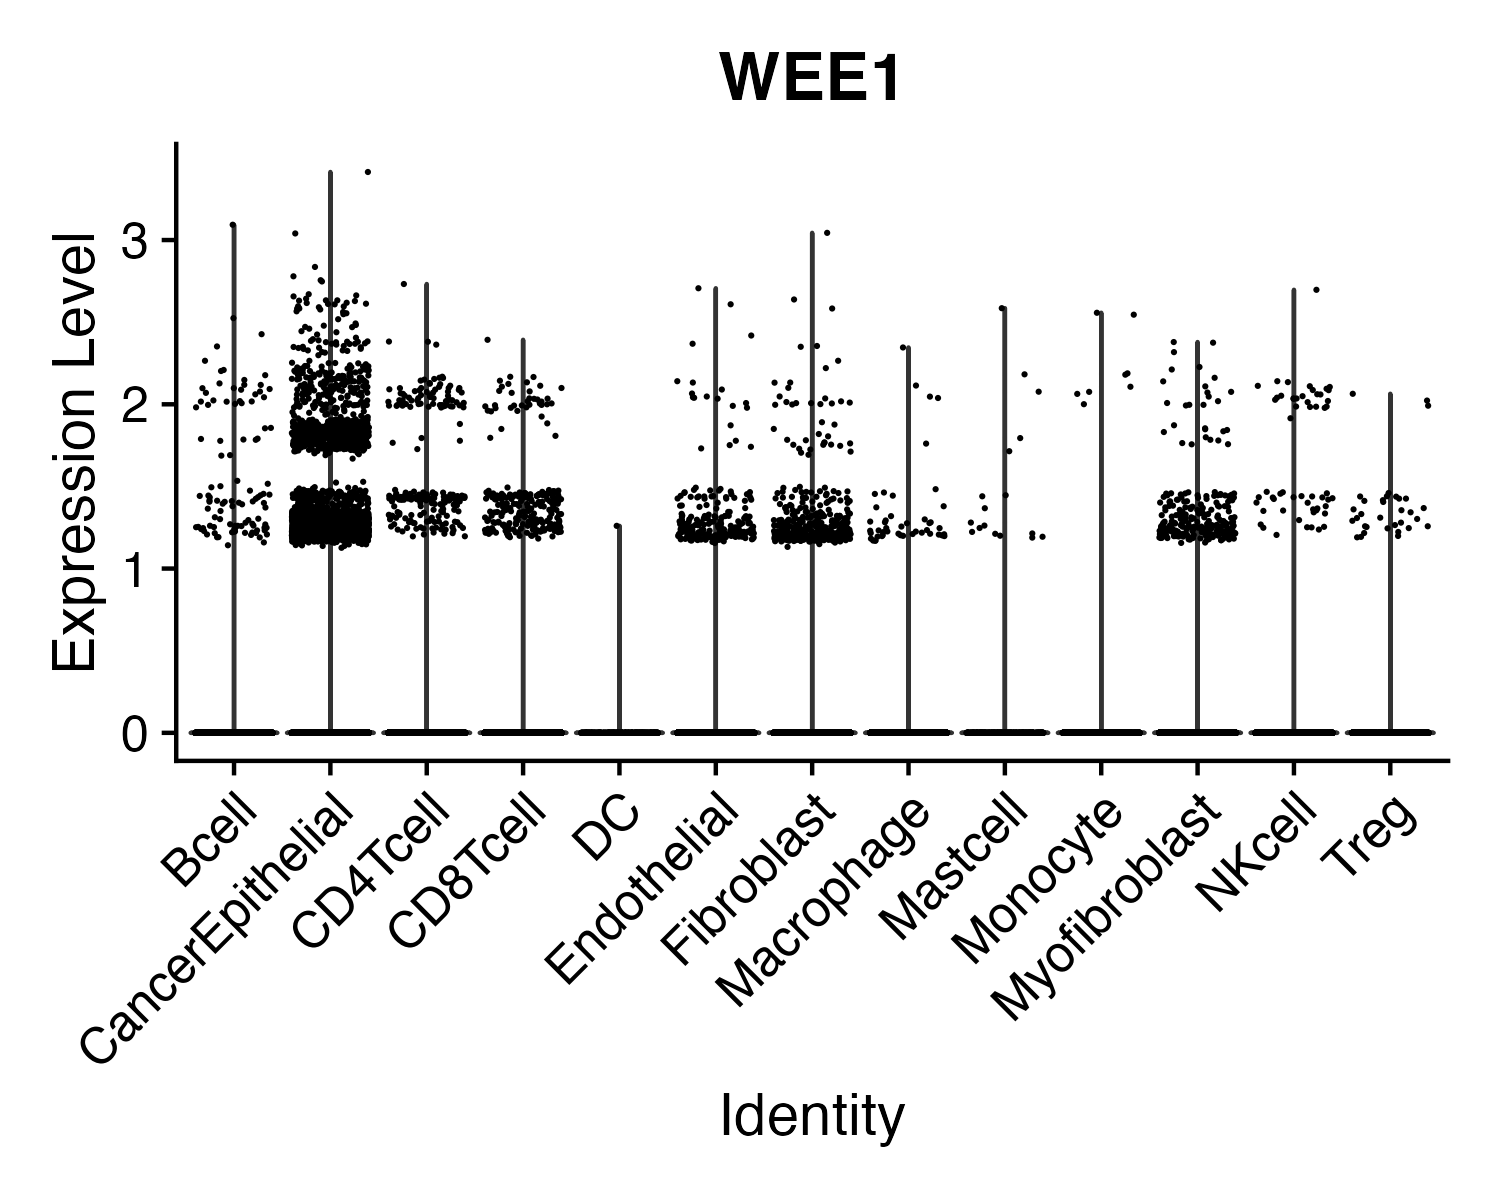 WEE1
Expression Level
3
2
1
0
Bcell
CancerEpithelial
CD4Tcell
CD8Tcell
DC
Endothelial
Fibroblast
Macrophage
Mastcell
Monocyte
Myofibroblast
NKcell
Treg
Identity